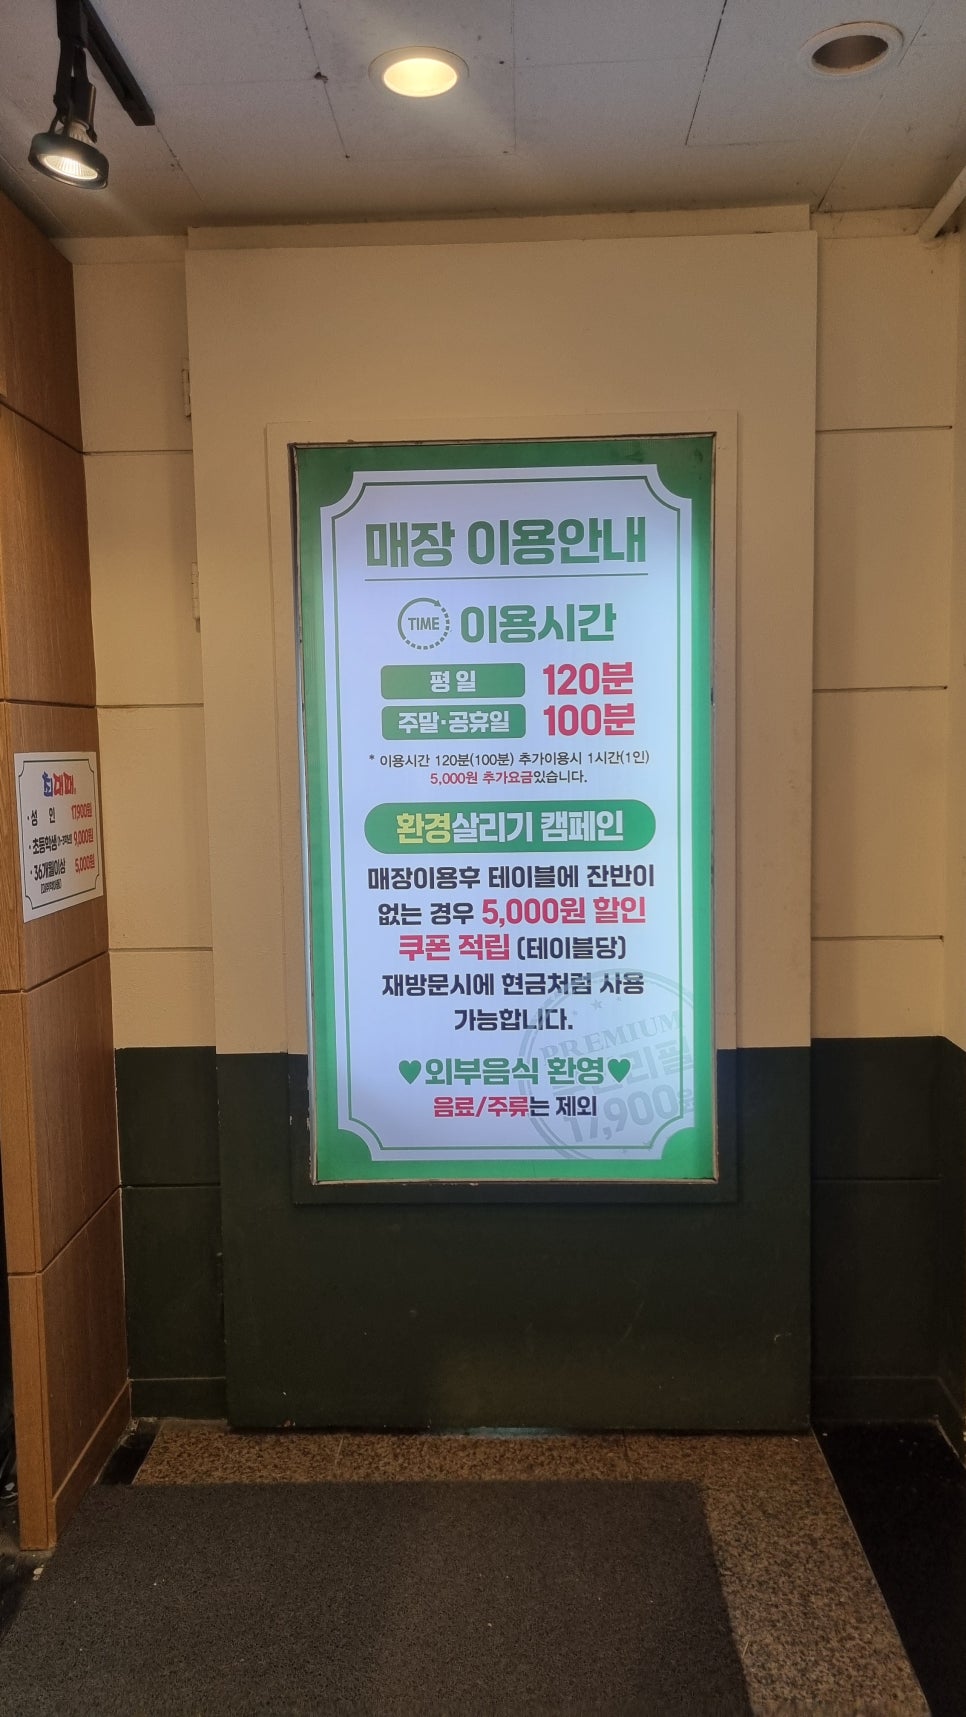 매장 이용안내
TIME 이용시간
평일 120분
주말·공휴일 100분
* 이용시간 120분(100분) 추가이용시 1시간(1인)
5,000원 추가요금있습니다.
환경살리기 캠페인
매장이용후 테이블에 잔반이
없는 경우 5,000원 할인
쿠폰 적립 (테이블당)
재방문시에 현금처럼 사용
가능합니다.
♥외부음식 환영♥
음료/주류는 제외
PREMIUM
리필
17,900원
·성 인 17,900원
·초등학생 9,000원
·36개월이상 5,000원